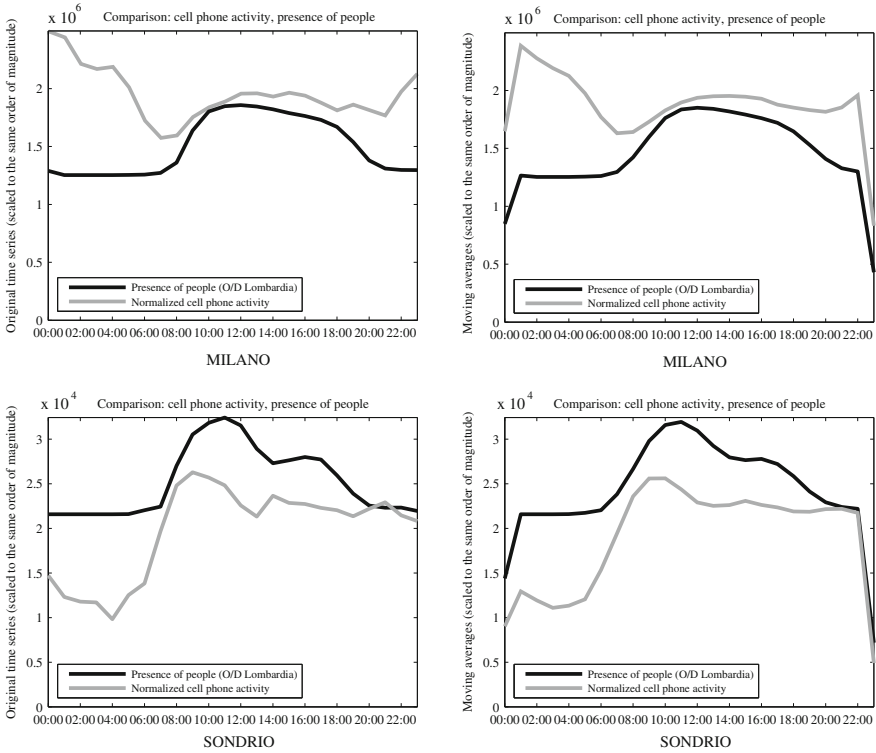 x 10^6
Comparison: cell phone activity, presence of people
Original time series (scaled to the same order of magnitude)
2
1.5
1
0.5
0
Presence of people (O/D Lombardia)
Normalized cell phone activity
00:00 02:00 04:00 06:00 08:00 10:00 12:00 14:00 16:00 18:00 20:00 22:00
MILANO
x 10^6
Comparison: cell phone activity, presence of people
Moving averages (scaled to the same order of magnitude)
2
1.5
1
0.5
0
Presence of people (O/D Lombardia)
Normalized cell phone activity
00:00 02:00 04:00 06:00 08:00 10:00 12:00 14:00 16:00 18:00 20:00 22:00
MILANO
x 10^4
Comparison: cell phone activity, presence of people
Original time series (scaled to the same order of magnitude)
3
2.5
2
1.5
1
0.5
0
Presence of people (O/D Lombardia)
Normalized cell phone activity
00:00 02:00 04:00 06:00 08:00 10:00 12:00 14:00 16:00 18:00 20:00 22:00
SONDRIO
x 10^4
Comparison: cell phone activity, presence of people
Moving averages (scaled to the same order of magnitude)
3
2.5
2
1.5
1
0.5
0
Presence of people (O/D Lombardia)
Normalized cell phone activity
00:00 02:00 04:00 06:00 08:00 10:00 12:00 14:00 16:00 18:00 20:00 22:00
SONDRIO